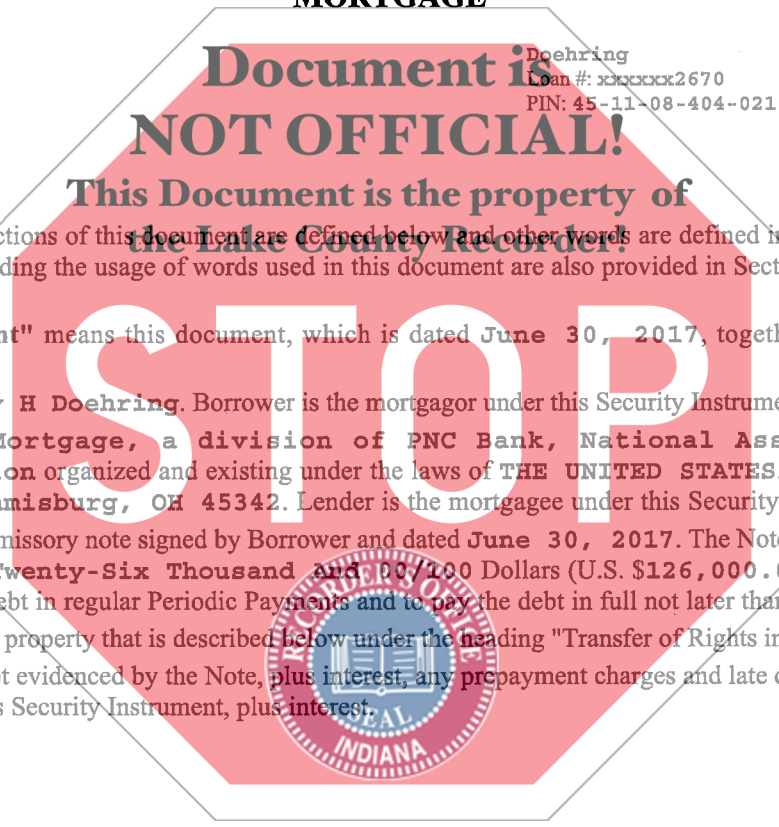 MORTGAGE
Doehring
Loan #: xxxxxx2670
PIN: 45-11-08-404-021
Document is
NOT OFFICIAL!
This Document is the property of
the Lake County Recorder!
ctions of this document are defined below and other words are defined in
ding the usage of words used in this document are also provided in Sect
nt" means this document, which is dated June 30, 2017, togeth
H Doehring. Borrower is the mortgagor under this Security Instrume
Mortgage, a division of PNC Bank, National Ass
on organized and existing under the laws of THE UNITED STATES
misburg, OH 45342. Lender is the mortgagee under this Security
missory note signed by Borrower and dated June 30, 2017. The Note
Twenty-Six Thousand And 00/100 Dollars (U.S. $126,000.0
ebt in regular Periodic Payments and to pay the debt in full not later than
property that is described below under the heading "Transfer of Rights in
t evidenced by the Note, plus interest, any prepayment charges and late c
s Security Instrument, plus interest.
STOP
RECORDER'S OFFICE
SEAL
INDIANA